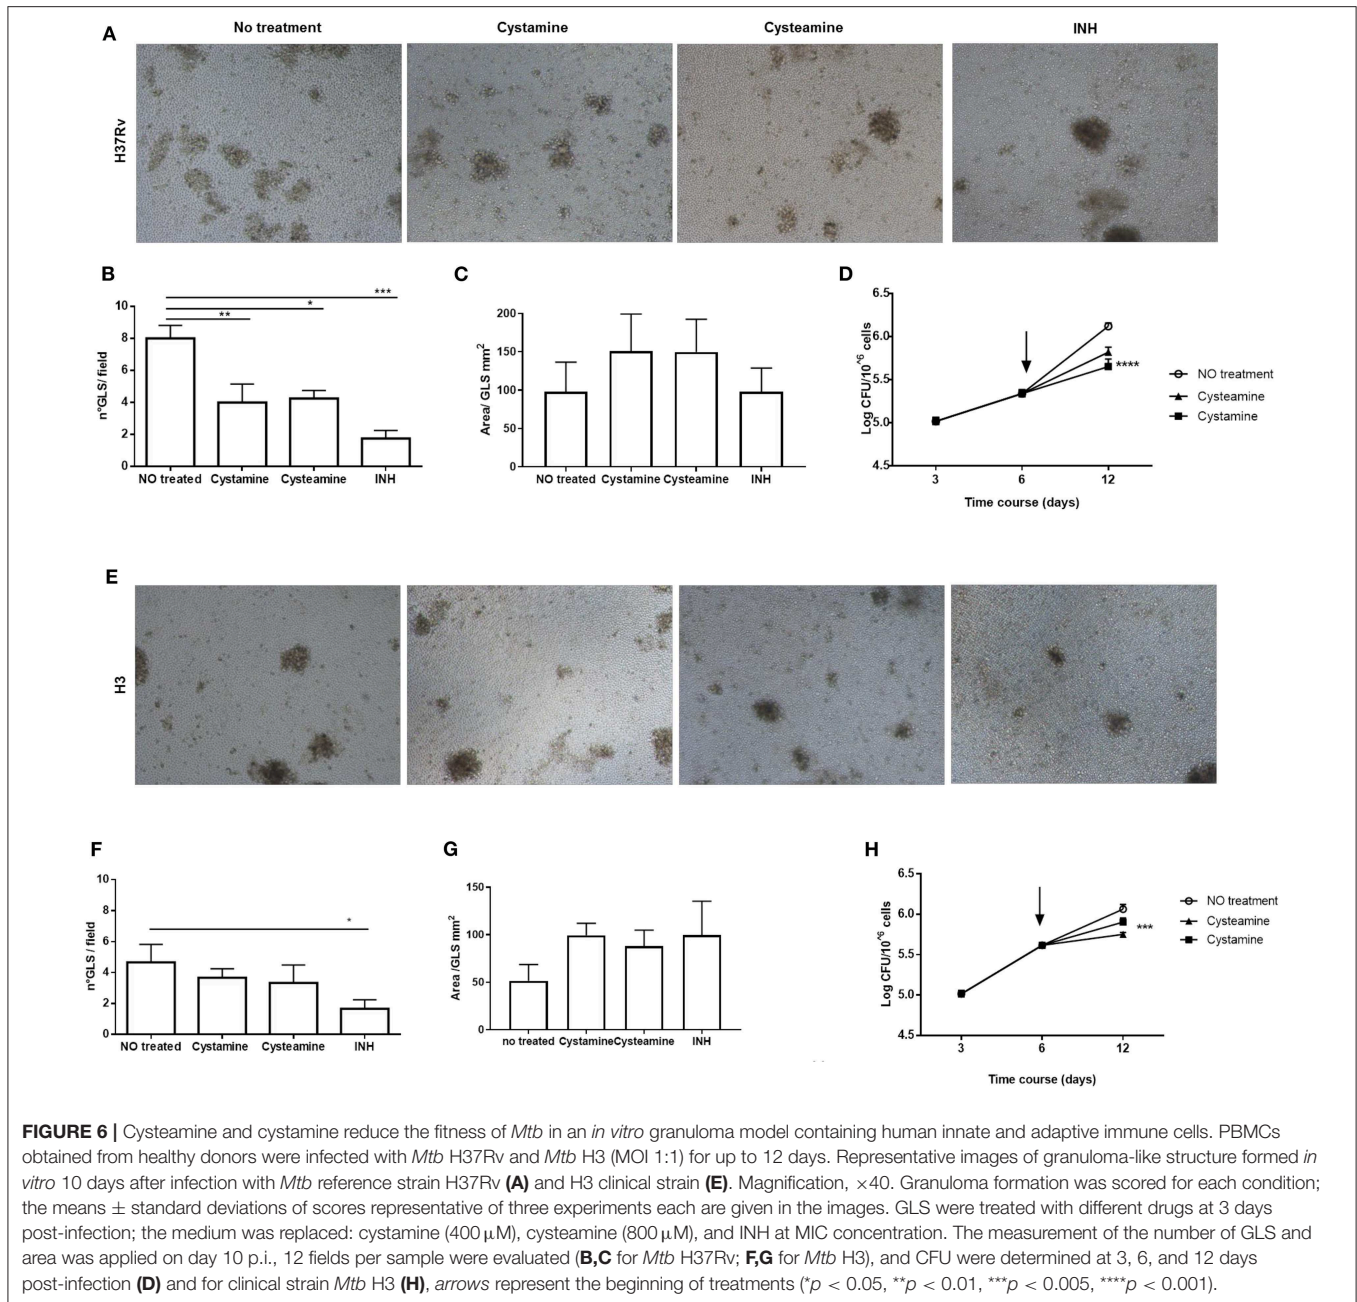 A
No treatment
Cystamine
Cysteamine
INH
H37Rv
B
n°GLS/ field
10
8
6
4
2
0
**
*
***
NO treated
Cystamine
Cysteamine
INH
C
Area/ GLS mm²
200
150
100
50
0
NO treated
Cystamine
Cysteamine
INH
D
Log CFU/10^6 cells
6.5
6.0
5.5
5.0
4.5
****
3
6
12
Time course (days)
NO treatment
Cysteamine
Cystamine
E
H3
F
n°GLS / field
10
8
6
4
2
0
*
NO treated
Cystamine
Cysteamine
INH
G
Area /GLS mm²
150
100
50
0
no treated
Cystamine
Cysteamine
INH
H
Log CFU/10^6 cells
6.5
6.0
5.5
5.0
4.5
***
3
6
12
Time course (days)
NO treatment
Cysteamine
Cystamine
FIGURE 6 | Cysteamine and cystamine reduce the fitness of Mtb in an in vitro granuloma model containing human innate and adaptive immune cells. PBMCs
obtained from healthy donors were infected with Mtb H37Rv and Mtb H3 (MOI 1:1) for up to 12 days. Representative images of granuloma-like structure formed in
vitro 10 days after infection with Mtb reference strain H37Rv (A) and H3 clinical strain (E). Magnification, ×40. Granuloma formation was scored for each condition;
the means ± standard deviations of scores representative of three experiments each are given in the images. GLS were treated with different drugs at 3 days
post-infection; the medium was replaced: cystamine (400 μM), cysteamine (800 μM), and INH at MIC concentration. The measurement of the number of GLS and
area was applied on day 10 p.i., 12 fields per sample were evaluated (B,C for Mtb H37Rv; F,G for Mtb H3), and CFU were determined at 3, 6, and 12 days
post-infection (D) and for clinical strain Mtb H3 (H), arrows represent the beginning of treatments (*p < 0.05, **p < 0.01, ***p < 0.005, ****p < 0.001).